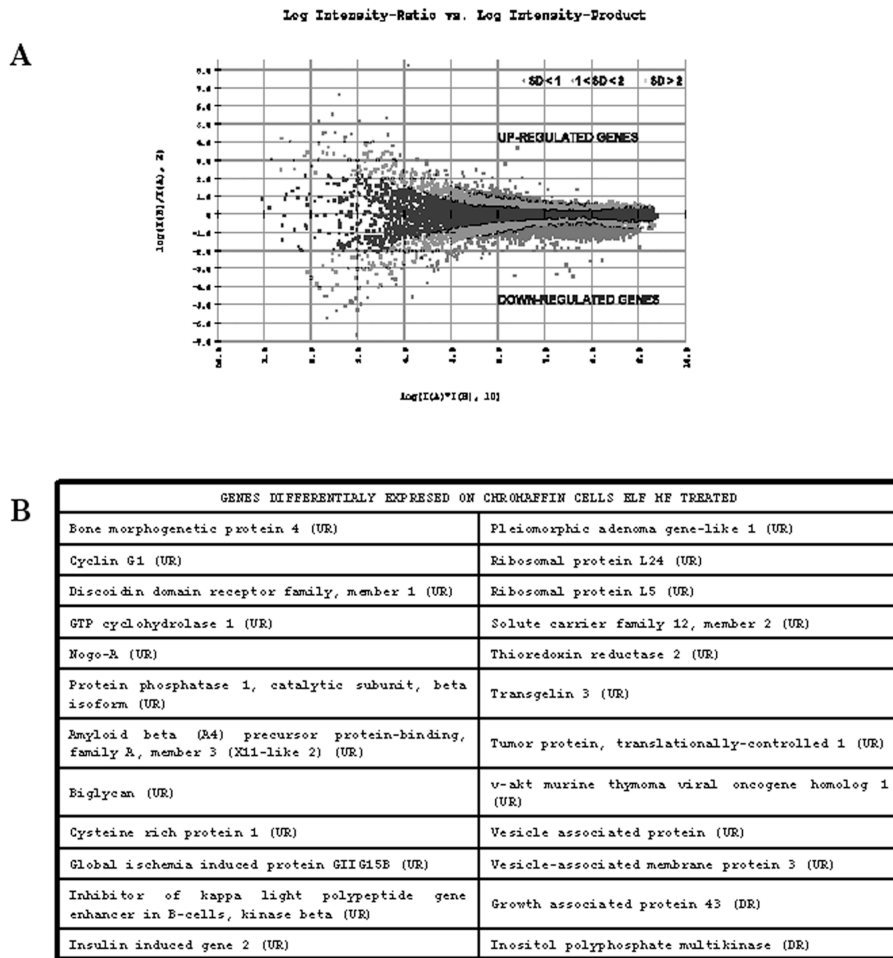 Log Intensity-Ratio vs. Log Intensity-Product
A
SD<1 1<SD<2 SD>2
UP-REGULATED GENES
DOWN-REGULATED GENES
1.0
0
-1.0
B
GENES DIFFERENTIALY EXPRESED ON CHROMAFFIN CELLS ELF MF TREATED
Bone morphogenetic protein 4 (UR)
Pleiomorphic adenoma gene-like 1 (UR)
Cyclin G1 (UR)
Ribosomal protein L24 (UR)
Discoidin domain receptor family, member 1 (UR)
Ribosomal protein L5 (UR)
GTP cyclohydrolase 1 (UR)
Solute carrier family 12, member 2 (UR)
Nogo-A (UR)
Thioredoxin reductase 2 (UR)
Protein phosphatase 1, catalytic subunit, beta
isoform (UR)
Transgelin 3 (UR)
Amyloid beta (A4) precursor protein-binding,
family A, member 3 (X11-like 2) (UR)
Tumor protein, translationally-controlled 1 (UR)
Biglycan (UR)
v-akt murine thymoma viral oncogene homolog 1
(UR)
Cysteine rich protein 1 (UR)
Vesicle associated protein (UR)
Global ischemia induced protein GIIG15B (UR)
Vesicle-associated membrane protein 3 (UR)
Inhibitor of kappa light polypeptide gene
enhancer in B-cells, kinase beta (UR)
Growth associated protein 43 (DR)
Insulin induced gene 2 (UR)
Inositol polyphosphate multikinase (DR)